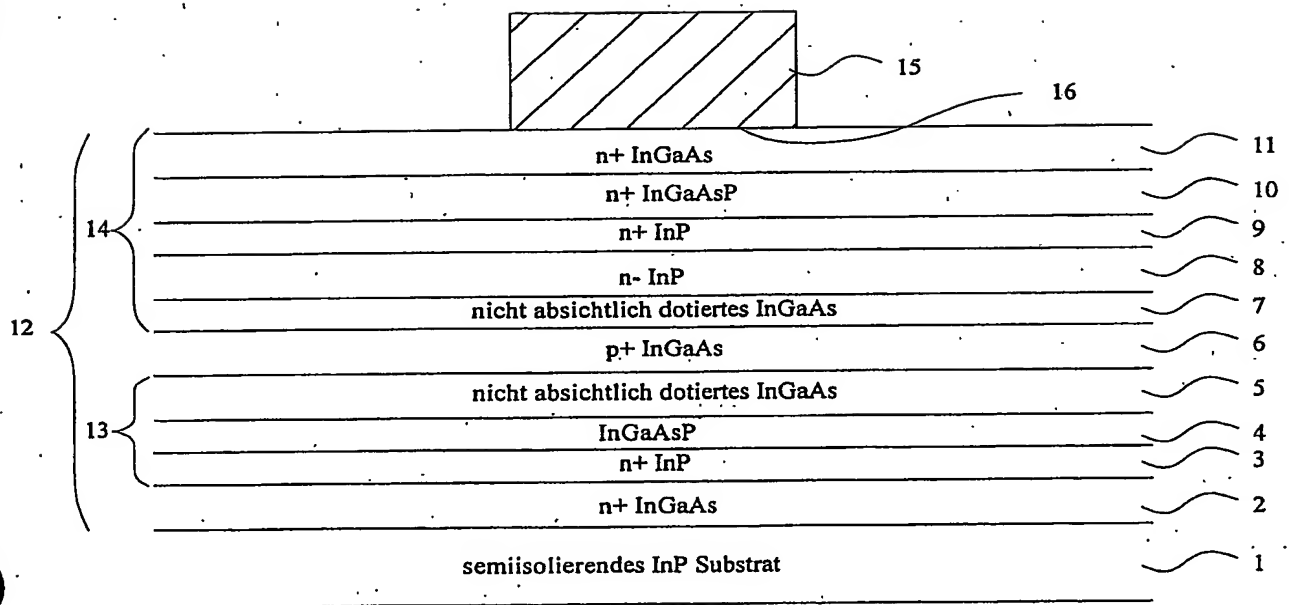 15
16
n+ InGaAs 11
n+ InGaAsP 10
14 n+ InP 9
n- InP 8
nicht absichtlich dotiertes InGaAs 7
12
p+ InGaAs 6
nicht absichtlich dotiertes InGaAs 5
13 InGaAsP 4
n+ InP 3
n+ InGaAs 2
semiisolierendes InP Substrat 1